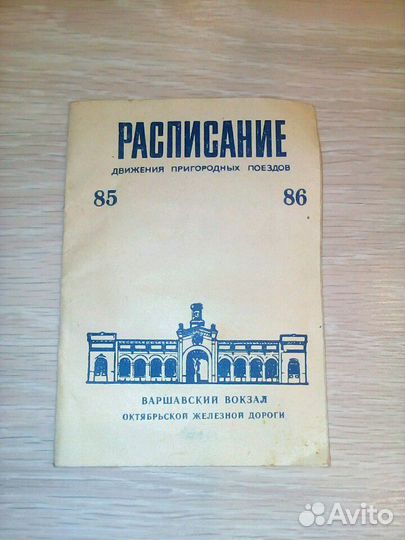 РАСПИСАНИЕ
ДВИЖЕНИЯ ПРИГОРОДНЫХ ПОЕЗДОВ
85 86
ВАРШАВСКИЙ ВОКЗАЛ
ОКТЯБРЬСКОЙ ЖЕЛЕЗНОЙ ДОРОГИ
Avito